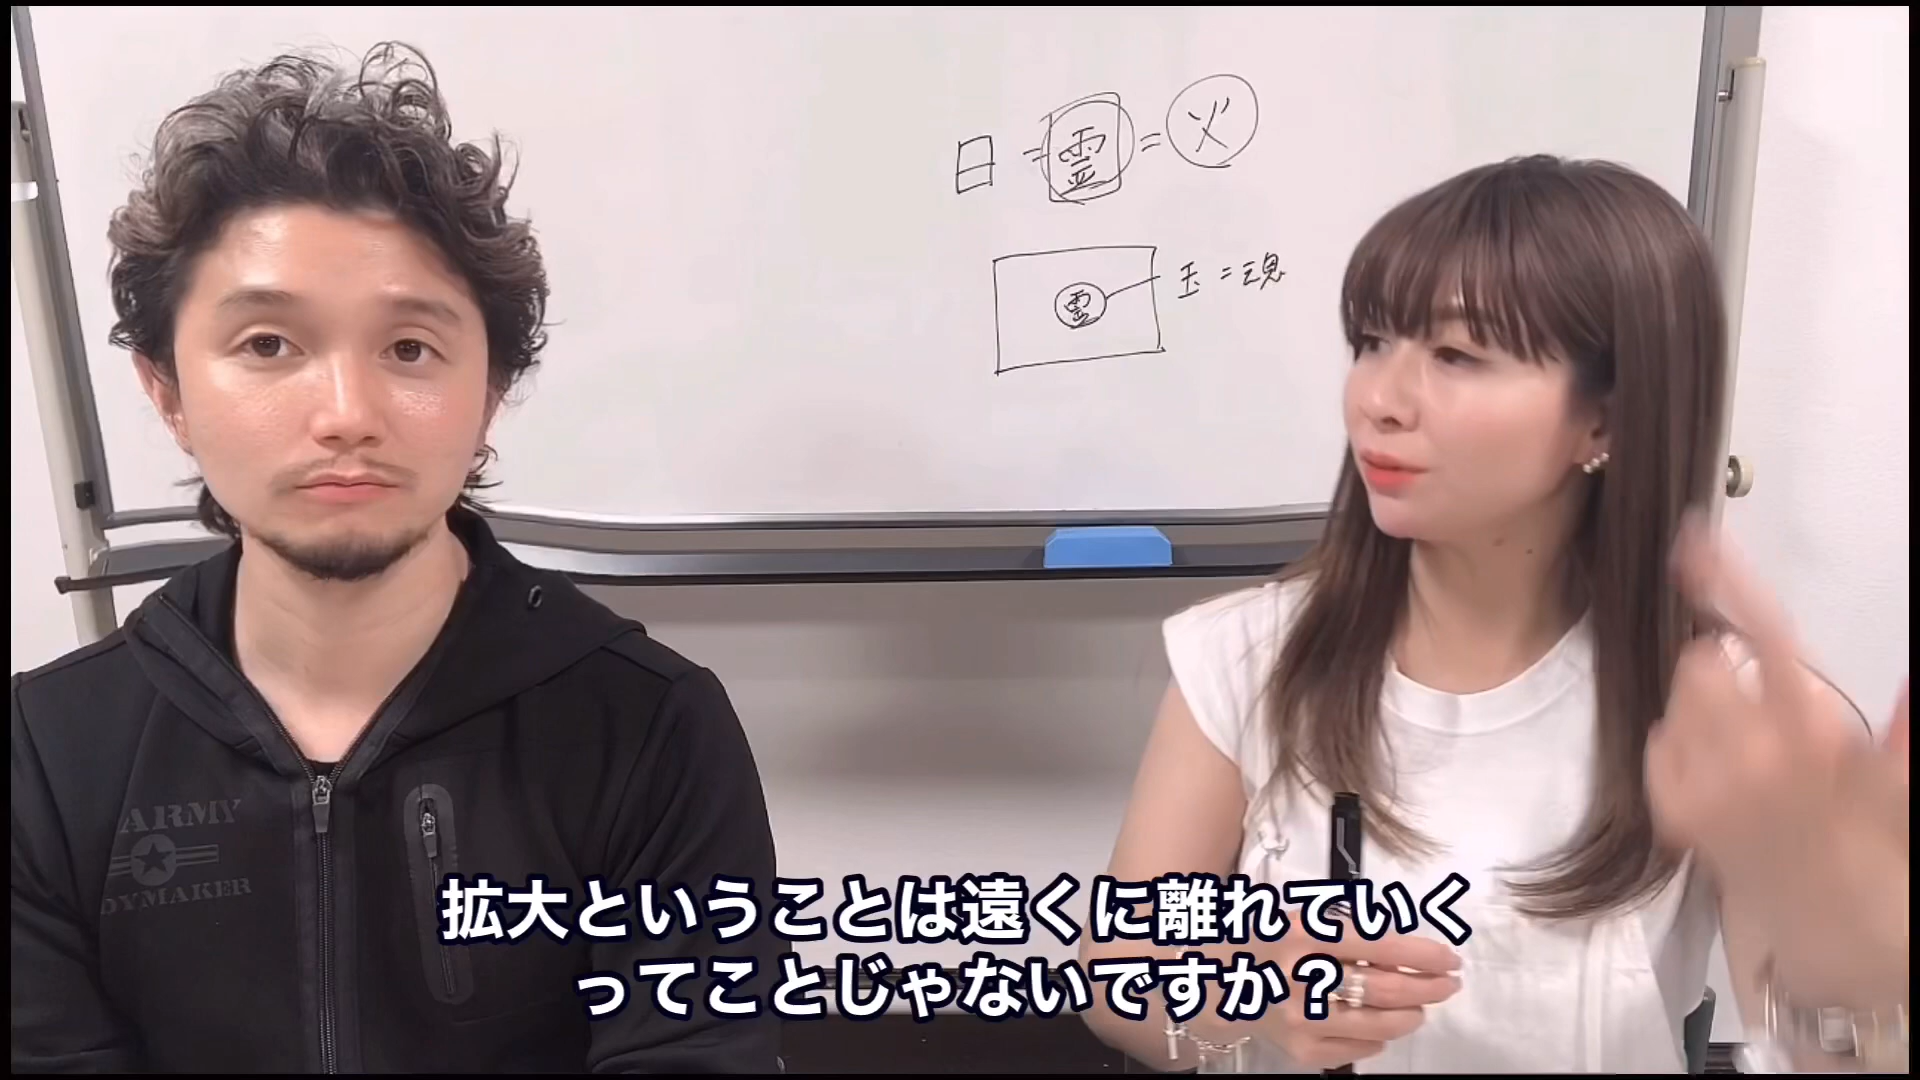 日=霊=火
霊 玉=魂
ARMY
DYMAKER
拡大ということは遠くに離れていく
ってことじゃないですか？